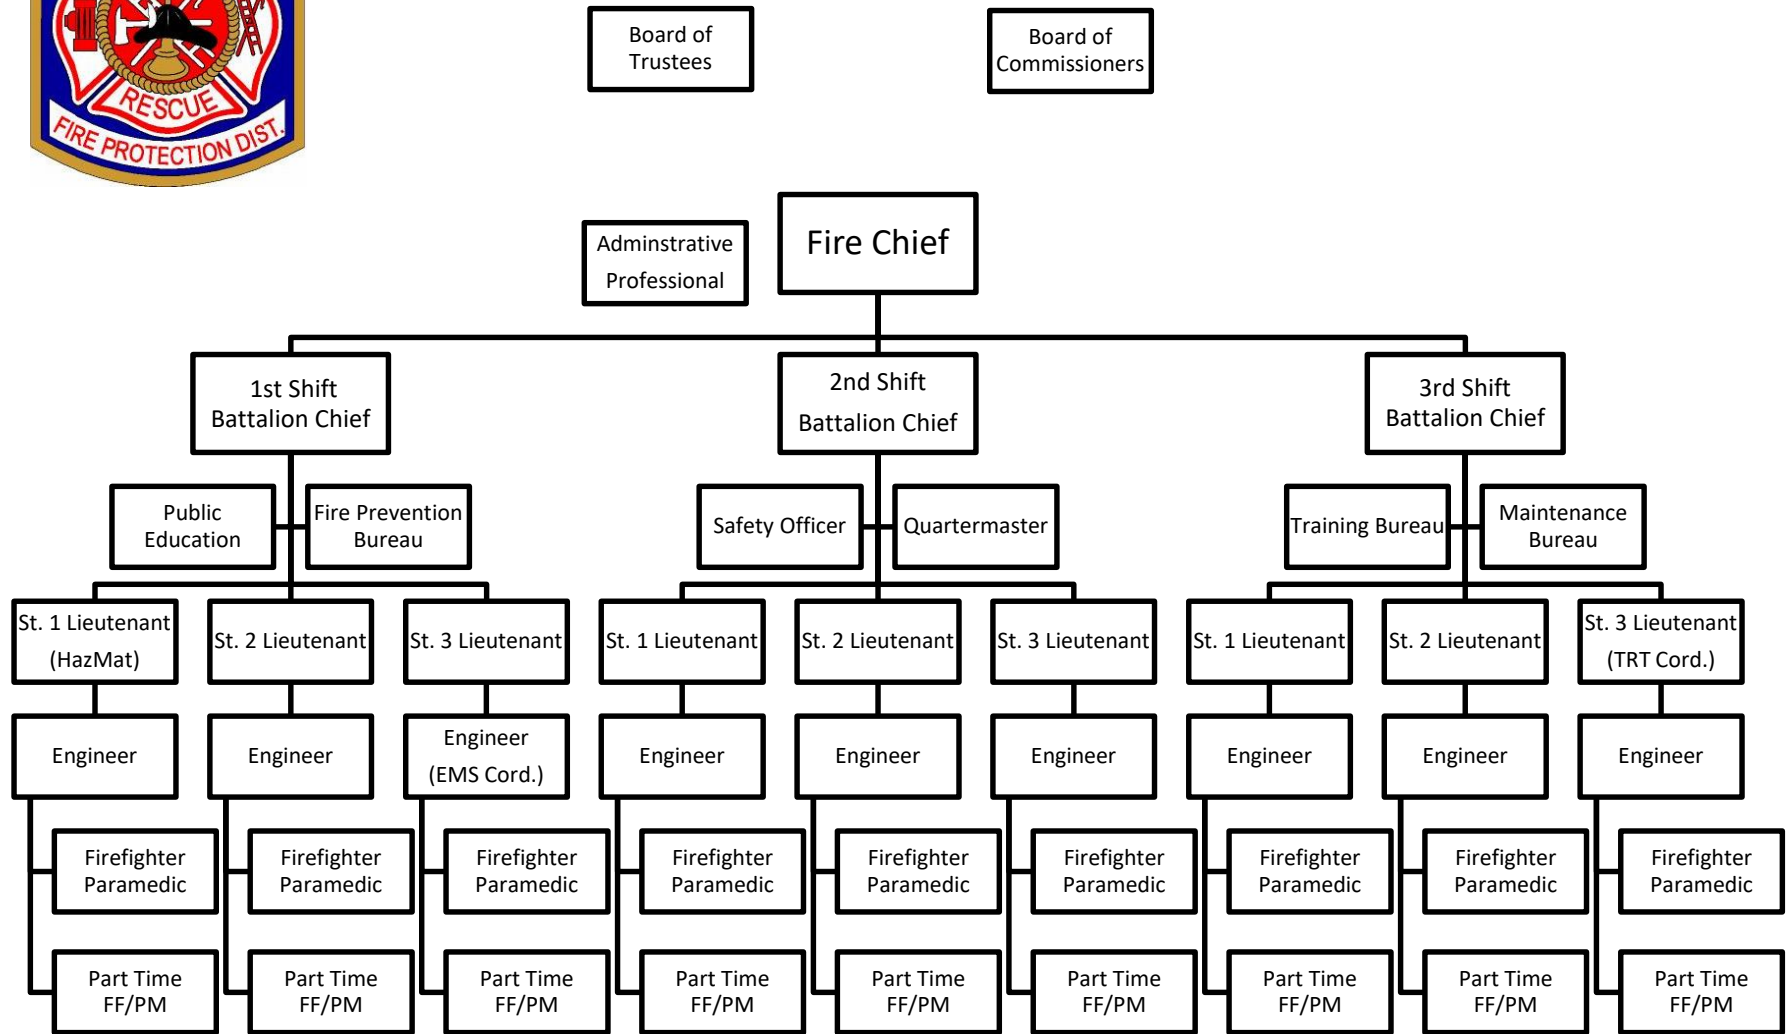 RESCUE
FIRE PROTECTION DIST.
Board of
Trustees
Board of
Commissioners
Adminstrative
Professional
Fire Chief
1st Shift
Battalion Chief
2nd Shift
Battalion Chief
3rd Shift
Battalion Chief
Public
Education
Fire Prevention
Bureau
Safety Officer
Quartermaster
Training Bureau
Maintenance
Bureau
St. 1 Lieutenant
(HazMat)
St. 2 Lieutenant
St. 3 Lieutenant
St. 1 Lieutenant
St. 2 Lieutenant
St. 3 Lieutenant
St. 1 Lieutenant
St. 2 Lieutenant
St. 3 Lieutenant
(TRT Cord.)
Engineer
Engineer
Engineer
(EMS Cord.)
Engineer
Engineer
Engineer
Engineer
Engineer
Engineer
Firefighter
Paramedic
Firefighter
Paramedic
Firefighter
Paramedic
Firefighter
Paramedic
Firefighter
Paramedic
Firefighter
Paramedic
Firefighter
Paramedic
Firefighter
Paramedic
Firefighter
Paramedic
Part Time
FF/PM
Part Time
FF/PM
Part Time
FF/PM
Part Time
FF/PM
Part Time
FF/PM
Part Time
FF/PM
Part Time
FF/PM
Part Time
FF/PM
Part Time
FF/PM